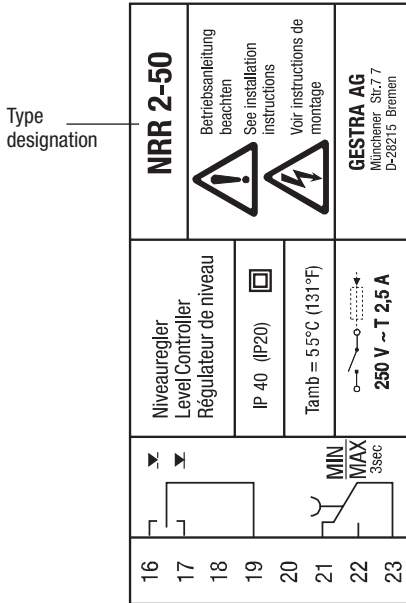 Type
designation
NRR 2-50
Betriebsanleitung
beachten
See installation
instructions
Voir instructions de
montage
GESTRA AG
Münchener Str.7 7
D-28215 Bremen
Niveauregler
Level Controller
Régulateur de niveau
IP 40 (IP20)
Tamb = 55°C (131°F)
250 V ~ T 2,5 A
MIN
MAX
3sec
16
17
18
19
20
21
22
23